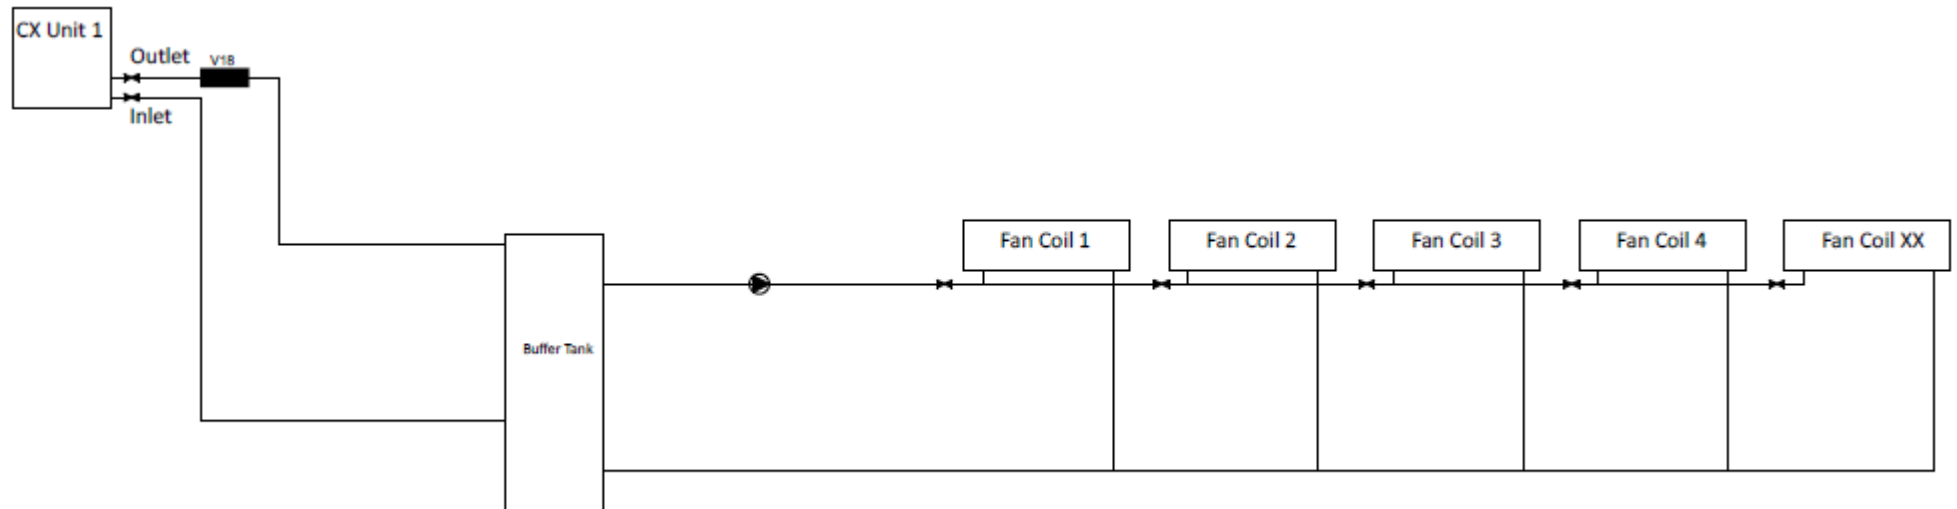 CX Unit 1
Outlet
V18
Inlet
Fan Coil 1
Fan Coil 2
Fan Coil 3
Fan Coil 4
Fan Coil XX
Buffer Tank